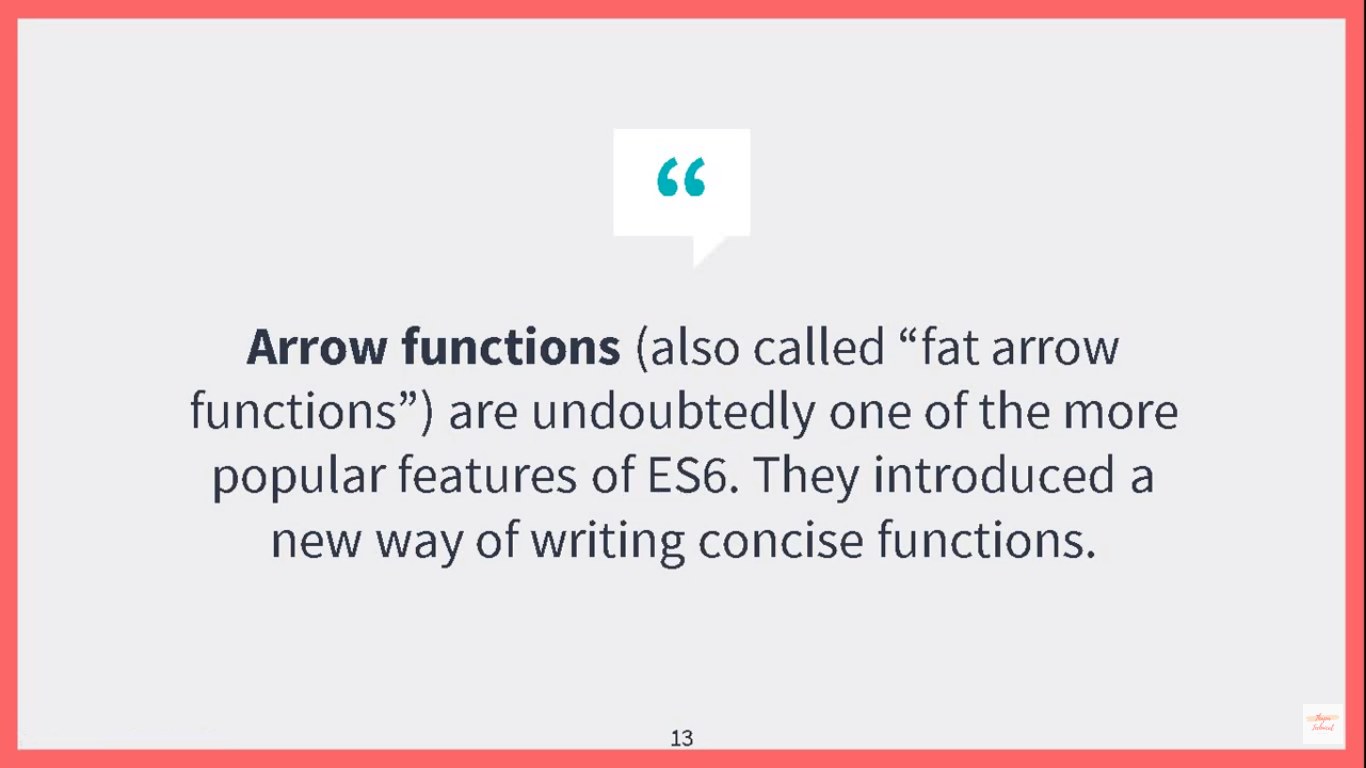 “
Arrow functions (also called “fat arrow
functions”) are undoubtedly one of the more
popular features of ES6. They introduced a
new way of writing concise functions.
13
Technical